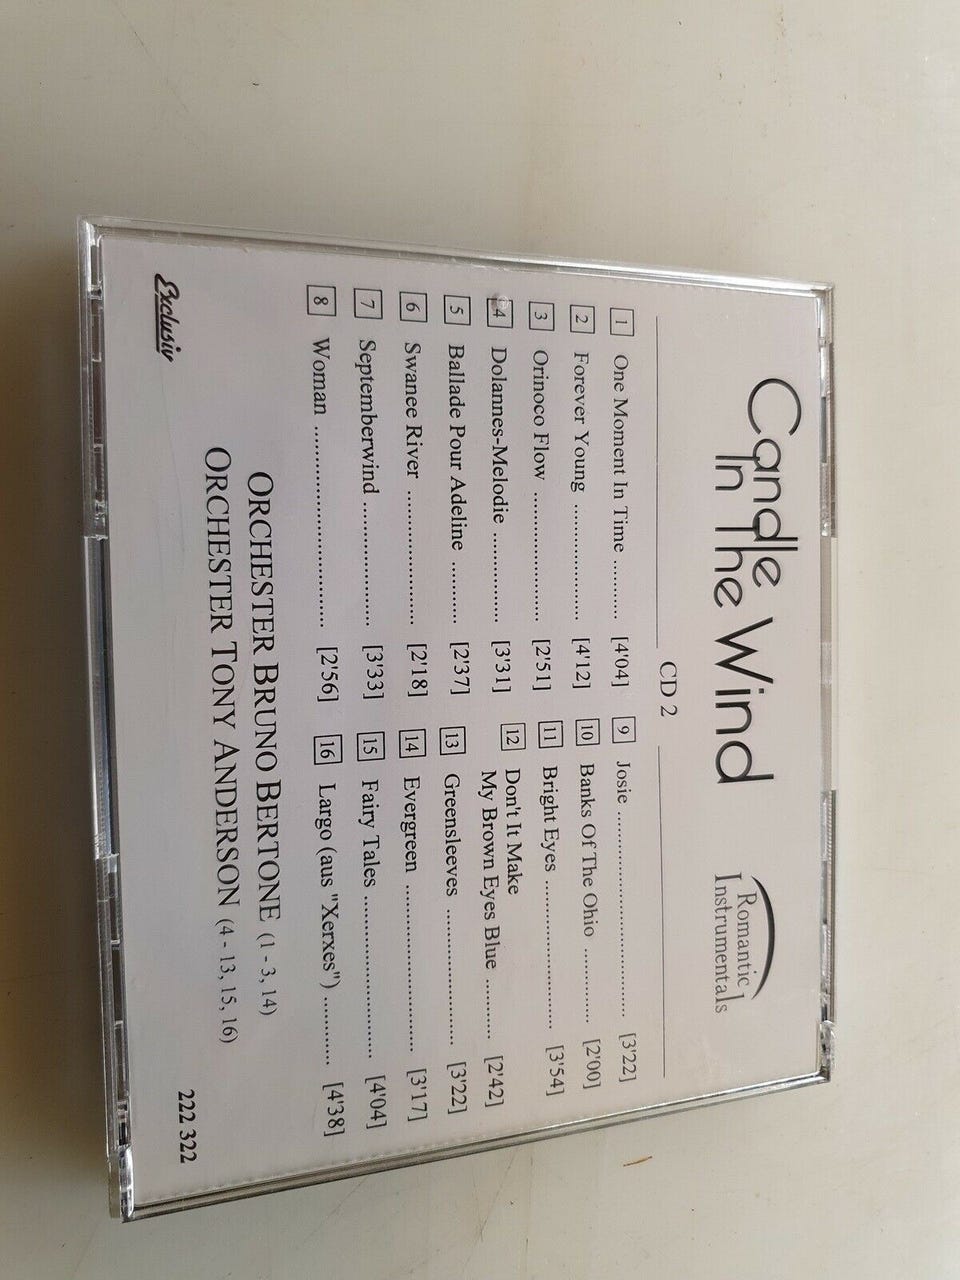 Candle
In The Wind
Romantic
Instrumentals
CD 2
1 One Moment In Time .......... [4'04]
2 Forever Young .................. [4'12]
3 Orinoco Flow .................... [2'51]
4 Dolannes-Melodie .............. [3'31]
5 Ballade Pour Adeline ......... [2'37]
6 Swanee River .................... [2'18]
7 Septemberwind .................. [3'33]
8 Woman .............................. [2'56]
9 Josie .................................. [3'22]
10 Banks Of The Ohio ........... [2'00]
11 Bright Eyes ....................... [3'54]
12 Don't It Make
My Brown Eyes Blue ......... [2'42]
13 Greensleeves .................... [3'22]
14 Evergreen ......................... [3'17]
15 Fairy Tales ....................... [4'04]
16 Largo (aus "Xerxes") .......... [4'38]
ORCHESTER BRUNO BERTONE (1 - 3, 14)
ORCHESTER TONY ANDERSON (4 - 13, 15, 16)
Exclusiv
222 322